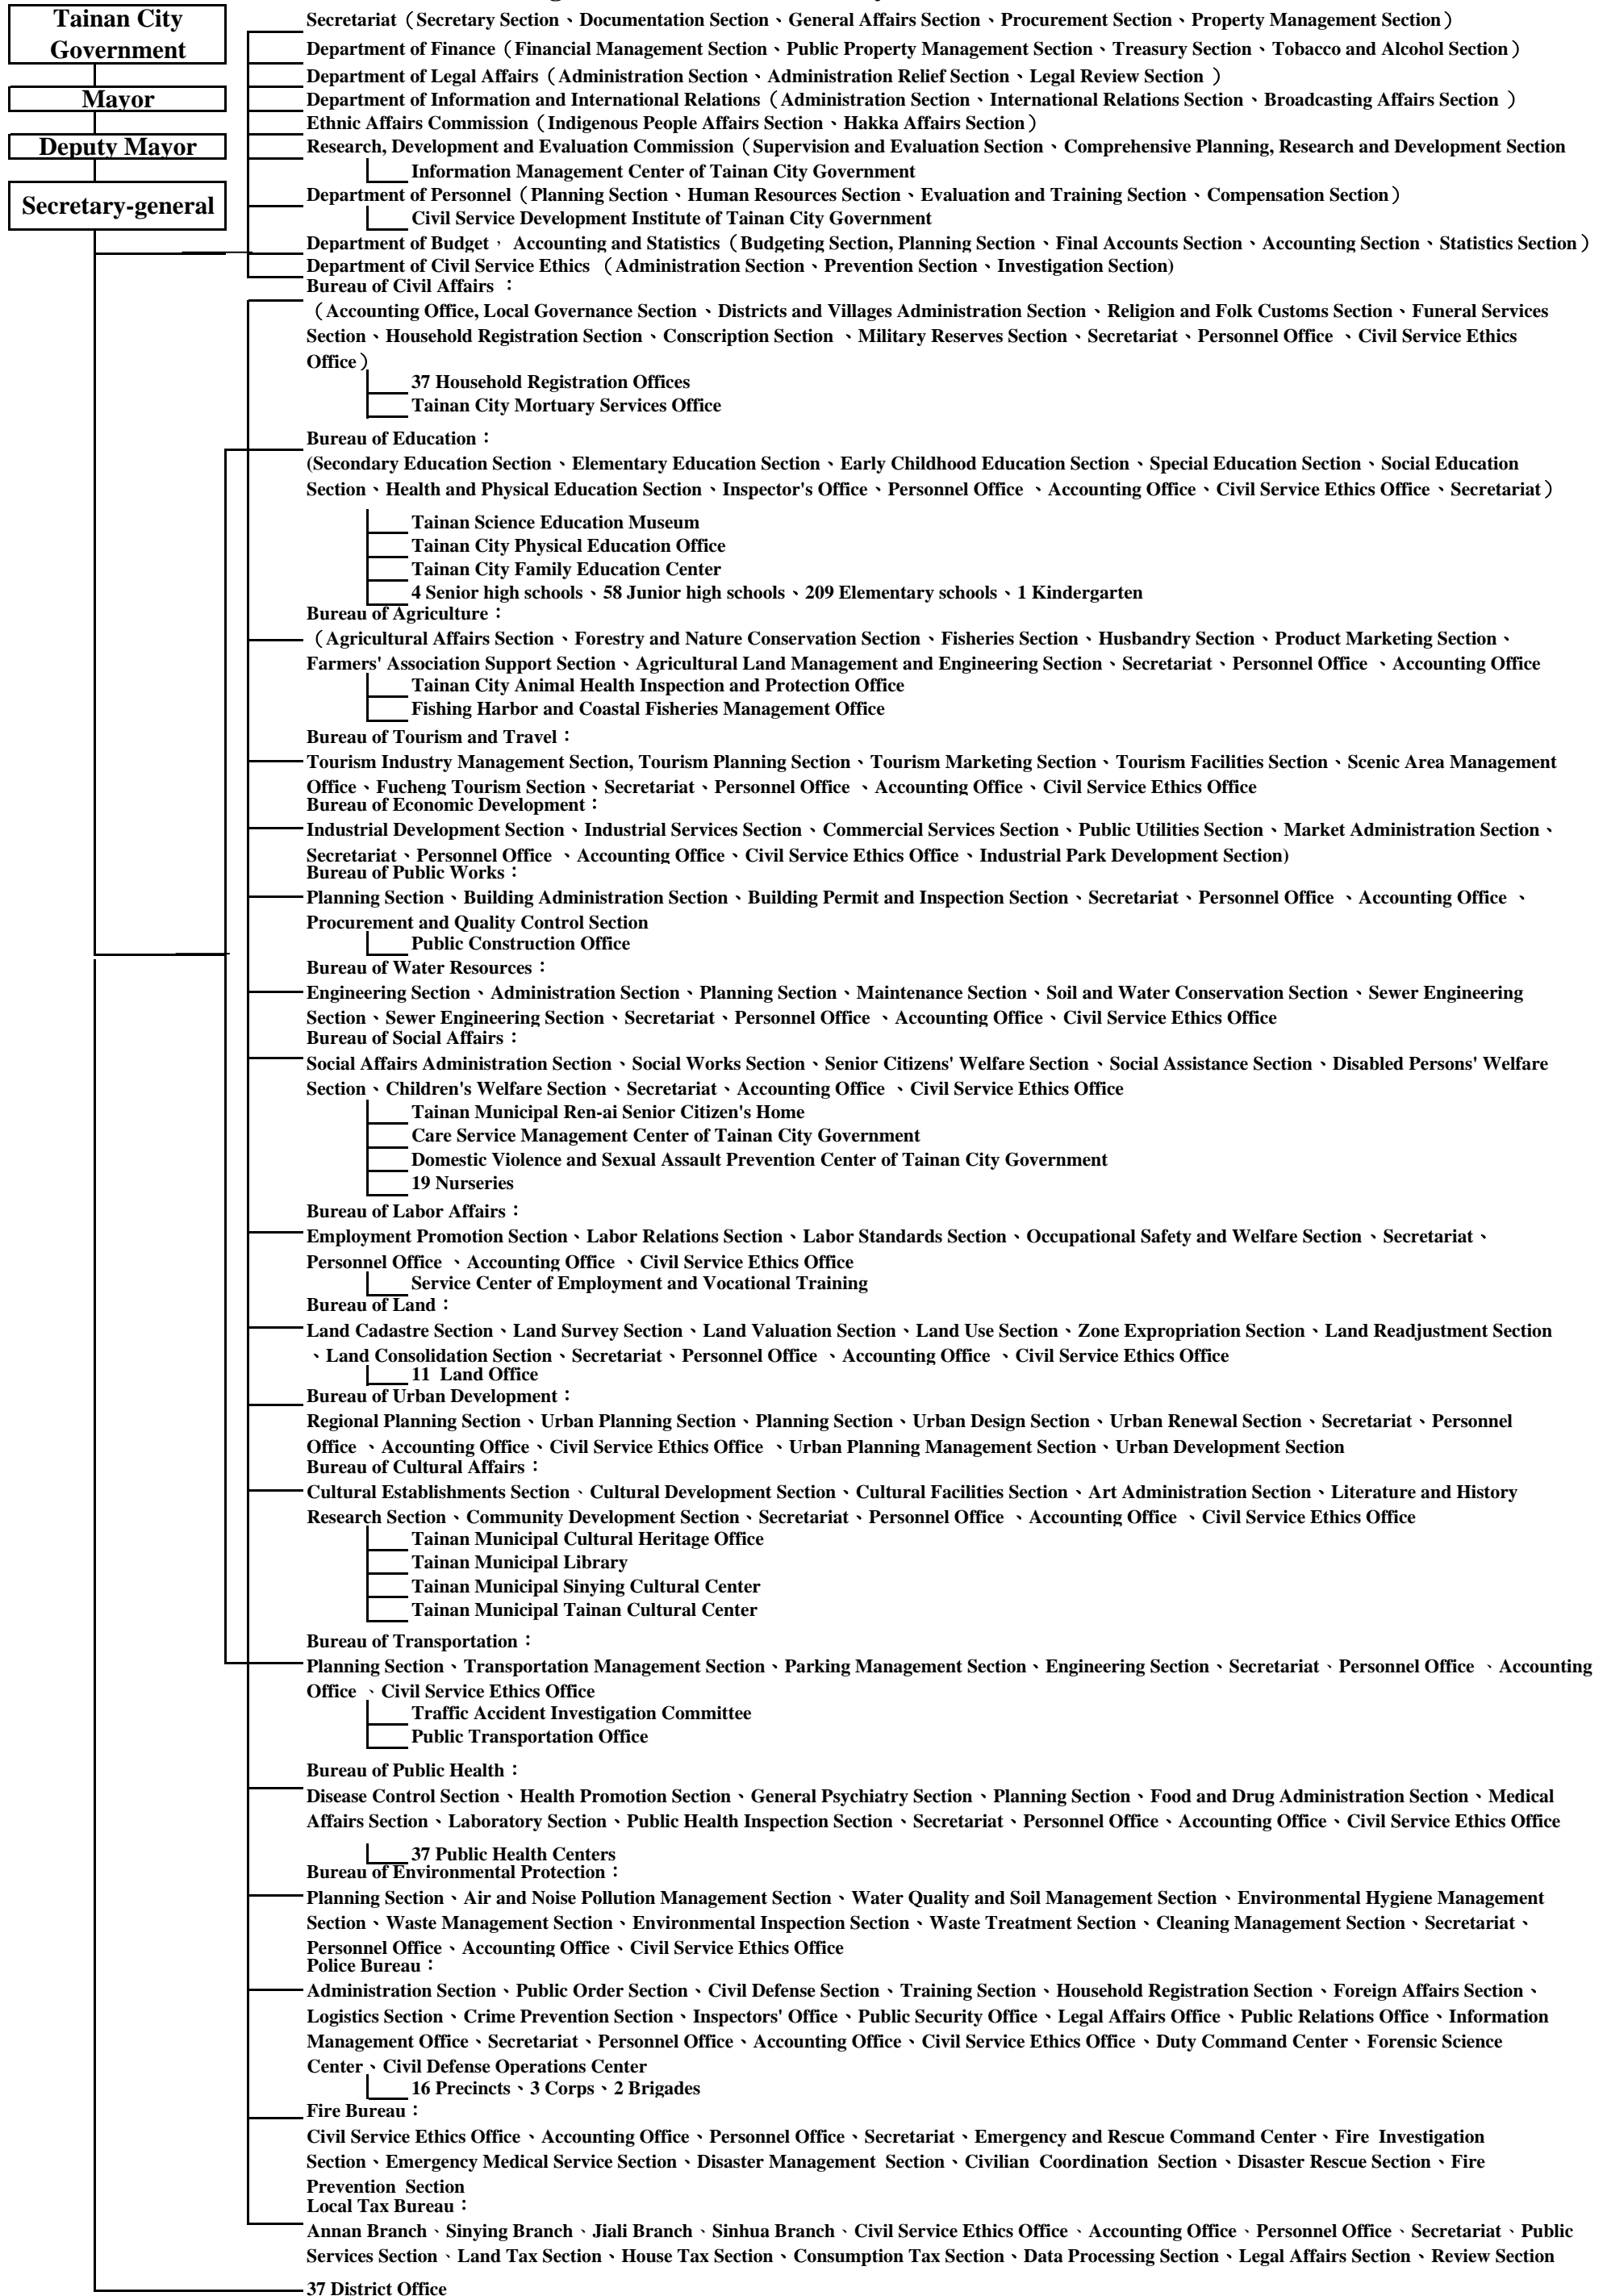 Tainan City
Government
Mayor
Deputy Mayor
Secretary-general
Secretariat（Secretary Section、Documentation Section、General Affairs Section、Procurement Section、Property Management Section）
Department of Finance（Financial Management Section、Public Property Management Section、Treasury Section、Tobacco and Alcohol Section）
Department of Legal Affairs（Administration Section、Administration Relief Section、Legal Review Section ）
Department of Information and International Relations（Administration Section、International Relations Section、Broadcasting Affairs Section ）
Ethnic Affairs Commission（Indigenous People Affairs Section、Hakka Affairs Section）
Research, Development and Evaluation Commission（Supervision and Evaluation Section、Comprehensive Planning, Research and Development Section
Information Management Center of Tainan City Government
Department of Personnel（Planning Section、Human Resources Section、Evaluation and Training Section、Compensation Section）
Civil Service Development Institute of Tainan City Government
Department of Budget， Accounting and Statistics（Budgeting Section, Planning Section、Final Accounts Section、Accounting Section、Statistics Section）
Department of Civil Service Ethics （Administration Section、Prevention Section、Investigation Section)
Bureau of Civil Affairs ：
（Accounting Office, Local Governance Section、Districts and Villages Administration Section、Religion and Folk Customs Section、Funeral Services
Section、Household Registration Section、Conscription Section 、Military Reserves Section、Secretariat、Personnel Office 、Civil Service Ethics
Office）
37 Household Registration Offices
Tainan City Mortuary Services Office
Bureau of Education：
(Secondary Education Section、Elementary Education Section、Early Childhood Education Section、Special Education Section、Social Education
Section、Health and Physical Education Section、Inspector's Office、Personnel Office 、Accounting Office、Civil Service Ethics Office、Secretariat）
Tainan Science Education Museum
Tainan City Physical Education Office
Tainan City Family Education Center
4 Senior high schools、58 Junior high schools、209 Elementary schools、1 Kindergarten
Bureau of Agriculture：
（Agricultural Affairs Section、Forestry and Nature Conservation Section、Fisheries Section、Husbandry Section、Product Marketing Section、
Farmers' Association Support Section、Agricultural Land Management and Engineering Section、Secretariat、Personnel Office 、Accounting Office
Tainan City Animal Health Inspection and Protection Office
Fishing Harbor and Coastal Fisheries Management Office
Bureau of Tourism and Travel：
Tourism Industry Management Section, Tourism Planning Section、Tourism Marketing Section、Tourism Facilities Section、Scenic Area Management
Office、Fucheng Tourism Section、Secretariat、Personnel Office 、Accounting Office、Civil Service Ethics Office
Bureau of Economic Development：
Industrial Development Section、Industrial Services Section、Commercial Services Section、Public Utilities Section、Market Administration Section、
Secretariat、Personnel Office 、Accounting Office、Civil Service Ethics Office、Industrial Park Development Section)
Bureau of Public Works：
Planning Section、Building Administration Section、Building Permit and Inspection Section、Secretariat、Personnel Office 、Accounting Office 、
Procurement and Quality Control Section
Public Construction Office
Bureau of Water Resources：
Engineering Section、Administration Section、Planning Section、Maintenance Section、Soil and Water Conservation Section、Sewer Engineering
Section、Sewer Engineering Section、Secretariat、Personnel Office 、Accounting Office、Civil Service Ethics Office
Bureau of Social Affairs：
Social Affairs Administration Section、Social Works Section、Senior Citizens' Welfare Section、Social Assistance Section、Disabled Persons' Welfare
Section、Children's Welfare Section、Secretariat、Accounting Office 、Civil Service Ethics Office
Tainan Municipal Ren-ai Senior Citizen's Home
Care Service Management Center of Tainan City Government
Domestic Violence and Sexual Assault Prevention Center of Tainan City Government
19 Nurseries
Bureau of Labor Affairs：
Employment Promotion Section、Labor Relations Section、Labor Standards Section、Occupational Safety and Welfare Section、Secretariat、
Personnel Office 、Accounting Office 、Civil Service Ethics Office
Service Center of Employment and Vocational Training
Bureau of Land：
Land Cadastre Section、Land Survey Section、Land Valuation Section、Land Use Section、Zone Expropriation Section、Land Readjustment Section
、Land Consolidation Section、Secretariat、Personnel Office 、Accounting Office 、Civil Service Ethics Office
11 Land Office
Bureau of Urban Development：
Regional Planning Section、Urban Planning Section、Planning Section、Urban Design Section、Urban Renewal Section、Secretariat、Personnel
Office 、Accounting Office、Civil Service Ethics Office 、Urban Planning Management Section、Urban Development Section
Bureau of Cultural Affairs：
Cultural Establishments Section、Cultural Development Section、Cultural Facilities Section、Art Administration Section、Literature and History
Research Section、Community Development Section、Secretariat、Personnel Office 、Accounting Office 、Civil Service Ethics Office
Tainan Municipal Cultural Heritage Office
Tainan Municipal Library
Tainan Municipal Sinying Cultural Center
Tainan Municipal Tainan Cultural Center
Bureau of Transportation：
Planning Section、Transportation Management Section、Parking Management Section、Engineering Section、Secretariat、Personnel Office 、Accounting
Office 、Civil Service Ethics Office
Traffic Accident Investigation Committee
Public Transportation Office
Bureau of Public Health：
Disease Control Section、Health Promotion Section、General Psychiatry Section、Planning Section、Food and Drug Administration Section、Medical
Affairs Section、Laboratory Section、Public Health Inspection Section、Secretariat、Personnel Office、Accounting Office、Civil Service Ethics Office
37 Public Health Centers
Bureau of Environmental Protection：
Planning Section、Air and Noise Pollution Management Section、Water Quality and Soil Management Section、Environmental Hygiene Management
Section、Waste Management Section、Environmental Inspection Section、Waste Treatment Section、Cleaning Management Section、Secretariat、
Personnel Office、Accounting Office、Civil Service Ethics Office
Police Bureau：
Administration Section、Public Order Section、Civil Defense Section、Training Section、Household Registration Section、Foreign Affairs Section、
Logistics Section、Crime Prevention Section、Inspectors' Office、Public Security Office、Legal Affairs Office、Public Relations Office、Information
Management Office、Secretariat、Personnel Office、Accounting Office、Civil Service Ethics Office、Duty Command Center、Forensic Science
Center、Civil Defense Operations Center
16 Precincts、3 Corps、2 Brigades
Fire Bureau：
Civil Service Ethics Office、Accounting Office、Personnel Office、Secretariat、Emergency and Rescue Command Center、Fire Investigation
Section、Emergency Medical Service Section、Disaster Management Section、Civilian Coordination Section、Disaster Rescue Section、Fire
Prevention Section
Local Tax Bureau：
Annan Branch、Sinying Branch、Jiali Branch、Sinhua Branch、Civil Service Ethics Office、Accounting Office、Personnel Office、Secretariat、Public
Services Section、Land Tax Section、House Tax Section、Consumption Tax Section、Data Processing Section、Legal Affairs Section、Review Section
37 District Office